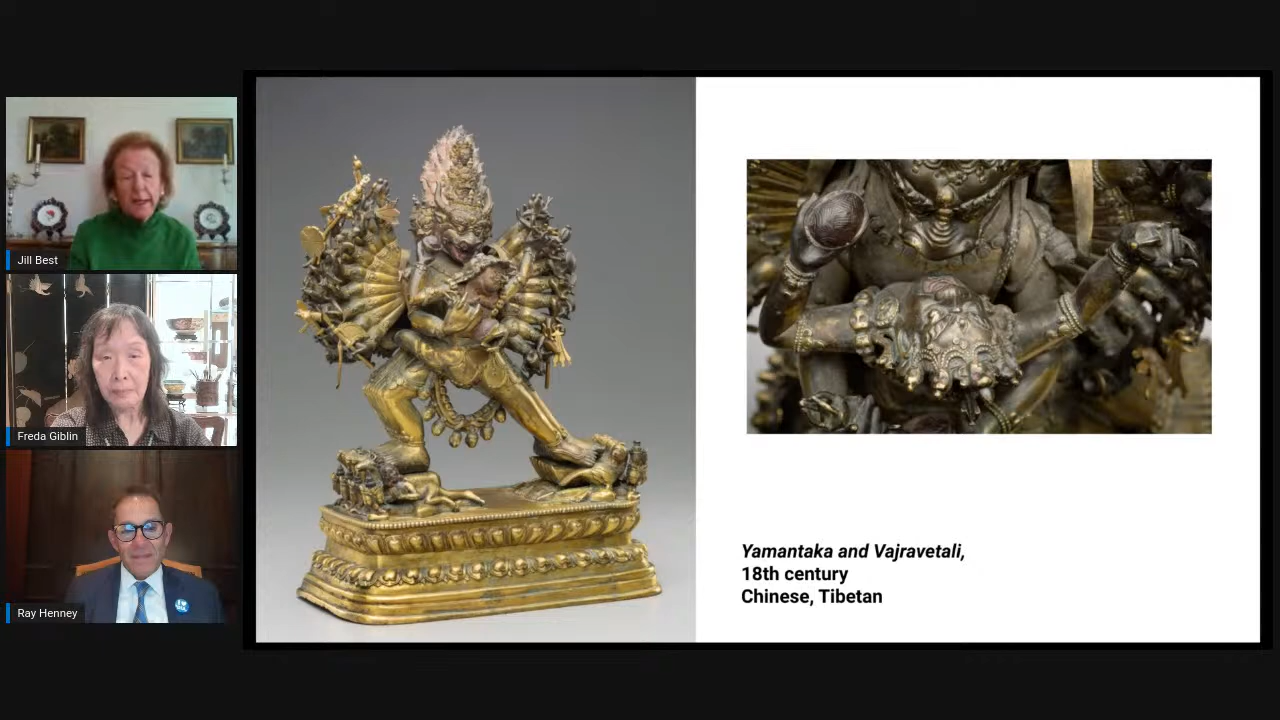 Jill Best
Freda Giblin
Ray Henney
Yamantaka and Vajravetali,
18th century
Chinese, Tibetan